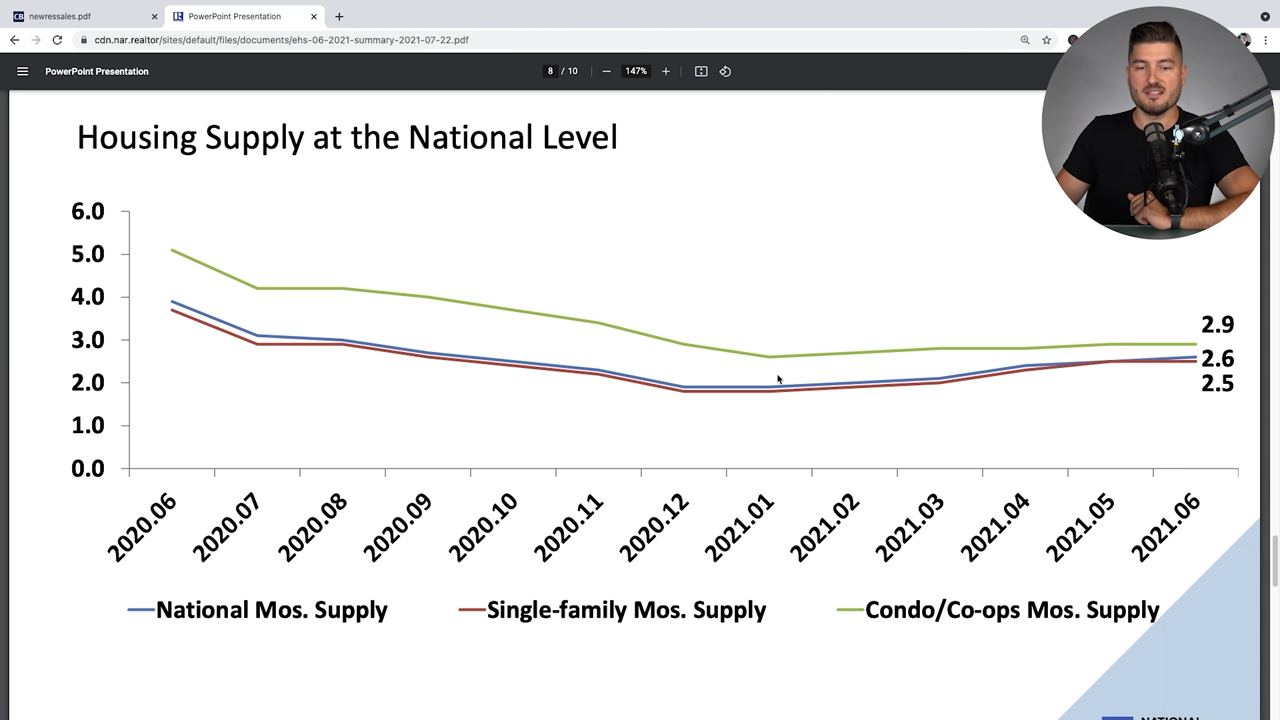 newressales.pdf
PowerPoint Presentation
cdn.nar.realtor/sites/default/files/documents/ehs-06-2021-summary-2021-07-22.pdf
PowerPoint Presentation
8 / 10
147%
Housing Supply at the National Level
6.0
5.0
4.0
3.0
2.0
1.0
0.0
2.9
2.6
2.5
2020.06
2020.07
2020.08
2020.09
2020.10
2020.11
2020.12
2021.01
2021.02
2021.03
2021.04
2021.05
2021.06
National Mos. Supply
Single-family Mos. Supply
Condo/Co-ops Mos. Supply
NATIONAL